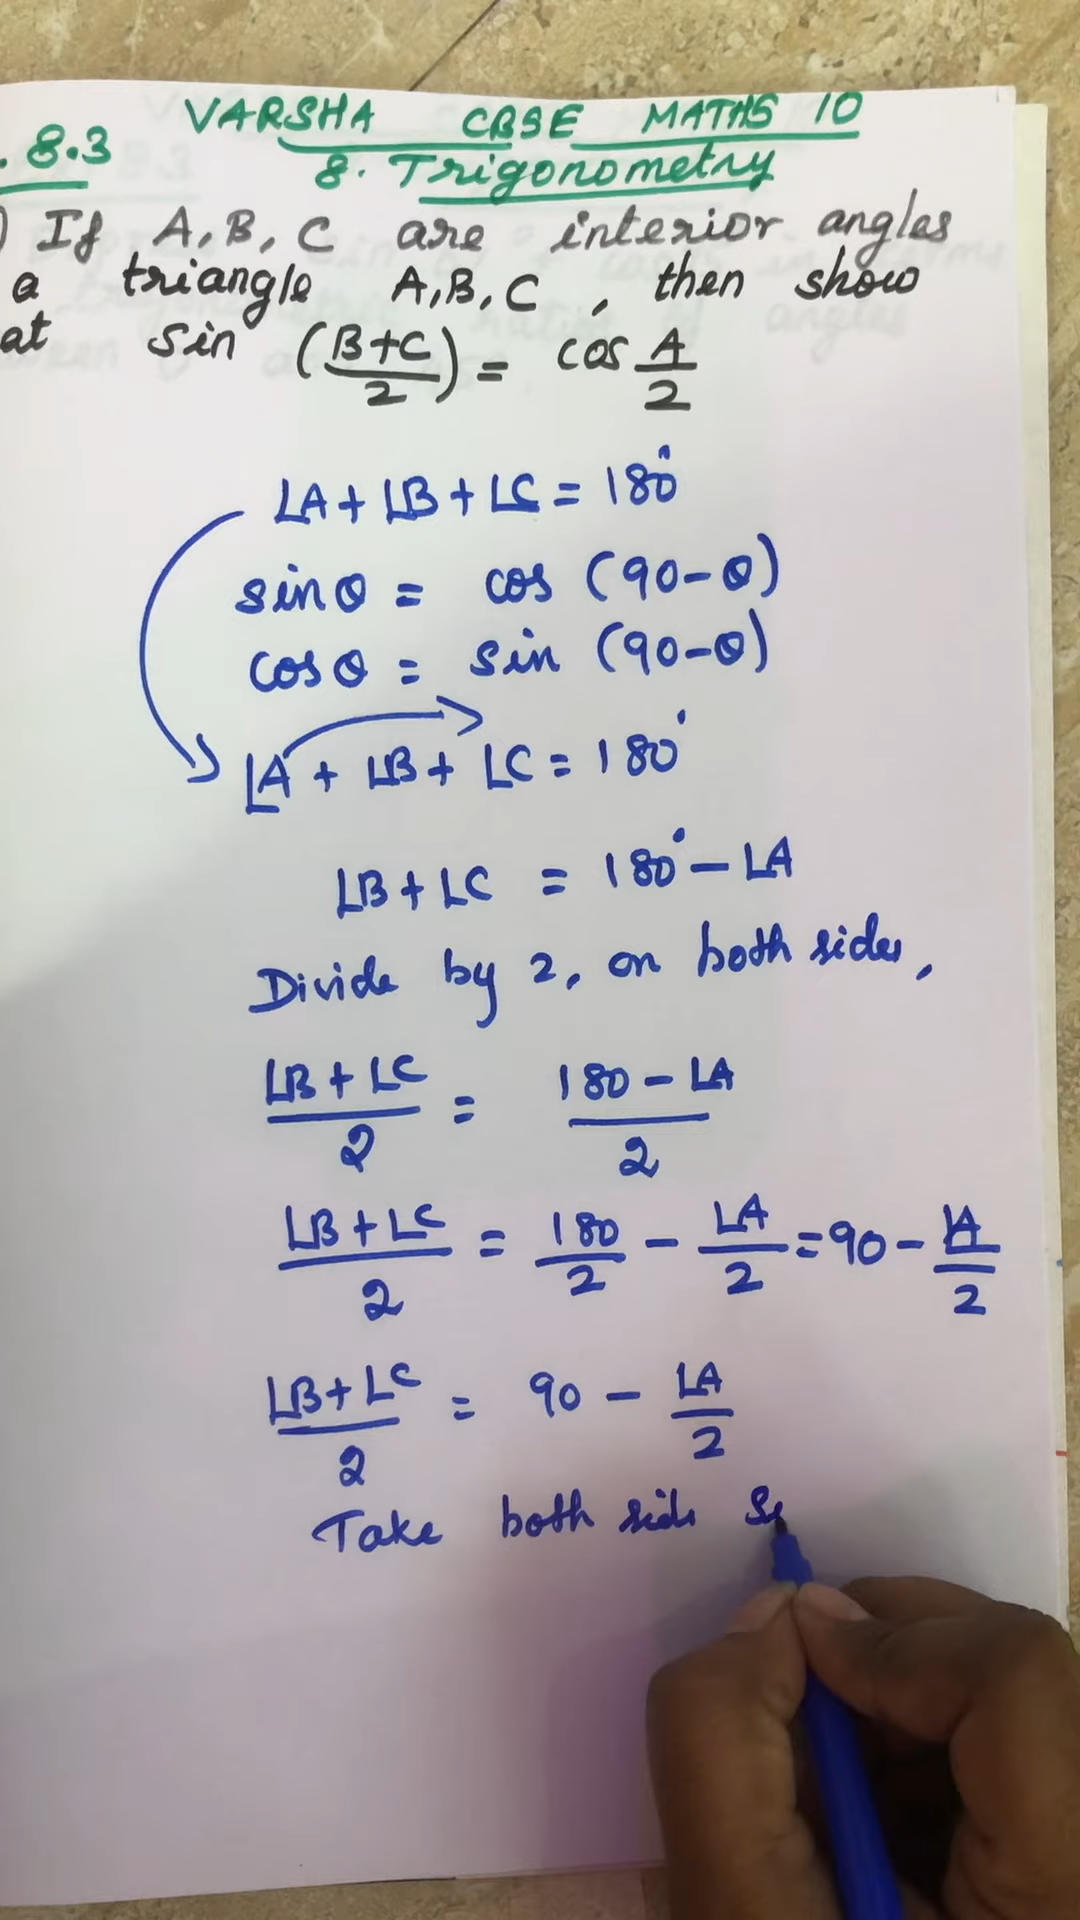 VARSHA CBSE MATHS 10
. 8.3
8. Trigonometry
) If A, B, C are interior angles
a triangle A, B, C , then show
at sin (B+C/2) = cos A/2
∠A + ∠B + ∠C = 180°
sin θ = cos (90-θ)
cos θ = sin (90-θ)
∠A + ∠B + ∠C = 180°
∠B + ∠C = 180° - ∠A
Divide by 2, on both sides,
∠B + ∠C/2 = 180 - ∠A/2
∠B + ∠C/2 = 180/2 - ∠A/2 = 90 - ∠A/2
∠B + ∠C/2 = 90 - ∠A/2
Take both side